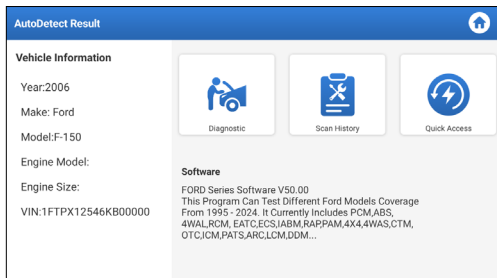 AutoDetect Result
Vehicle Information
Year:2006
Make: Ford
Model:F-150
Engine Model:
Engine Size:
VIN:1FTPX12546KB00000
Diagnostic
Scan History
Quick Access
Software
FORD Series Software V50.00
This Program Can Test Different Ford Models Coverage
From 1995 - 2024. It Currently Includes PCM,ABS,
4WAL,RCM, EATC,ECS,IABM,RAP,PAM,4X4,4WAS,CTM,
OTC,ICM,PATS,ARC,LCM,DDM...